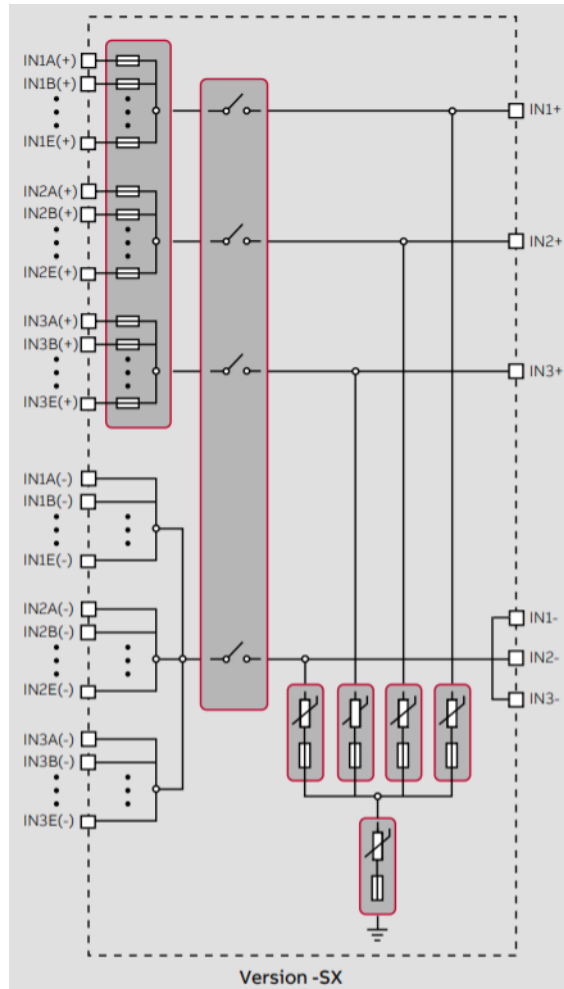 IN1A(+)
IN1B(+)
IN1E(+)
IN1+
IN2A(+)
IN2B(+)
IN2+
IN2E(+)
IN3A(+)
IN3B(+)
IN3+
IN3E(+)
IN1A(-)
IN1B(-)
IN1E(-)
IN2A(-)
IN1-
IN2B(-)
IN2-
IN2E(-)
IN3-
IN3A(-)
IN3B(-)
IN3E(-)
Version -SX